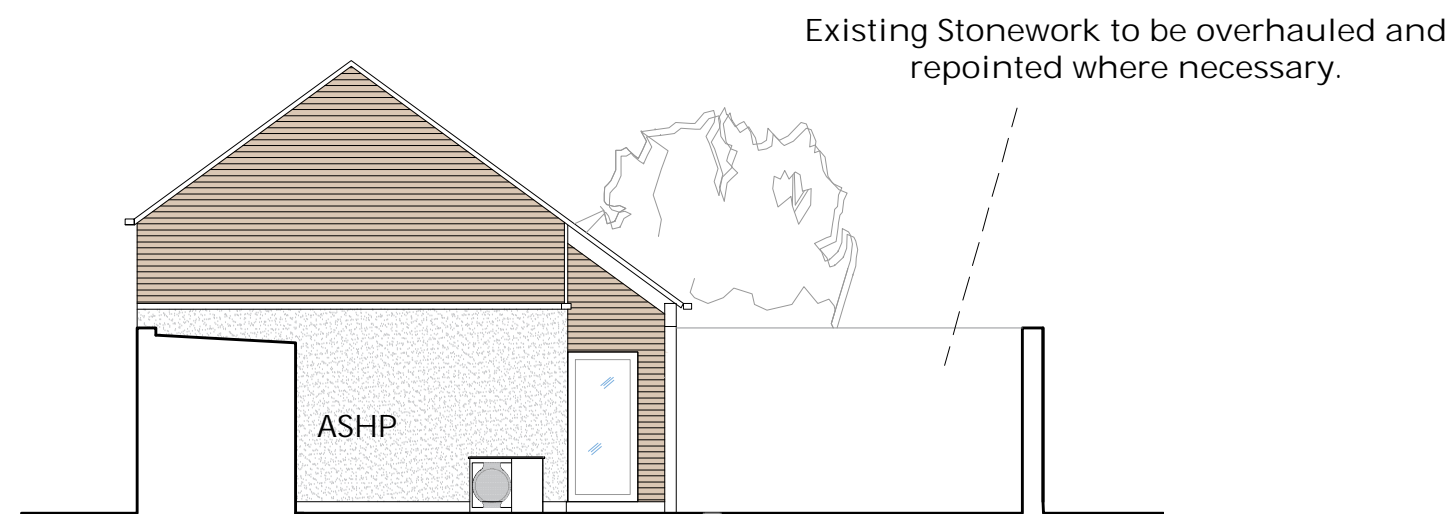 Existing Stonework to be overhauled and
repointed where necessary.
ASHP